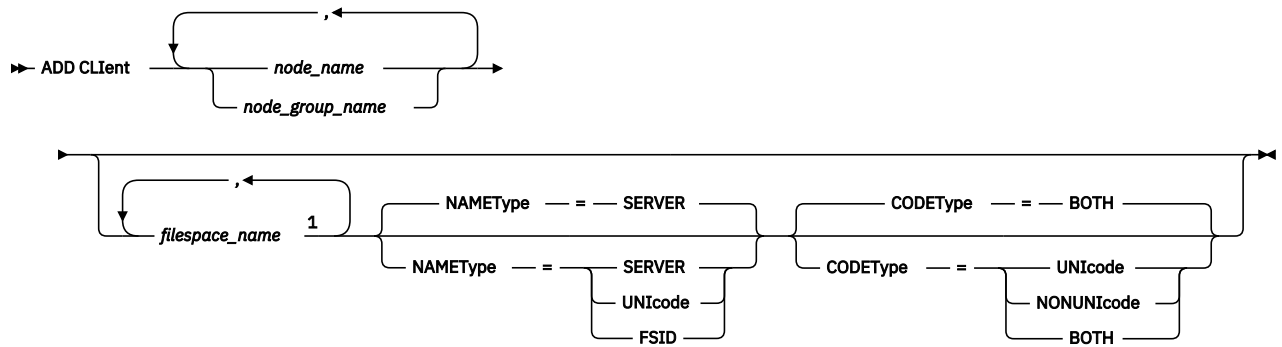 ,
ADD CLIent node_name
node_group_name
,
NAMEType = SERVER CODEType = BOTH
filespace_name 1
NAMEType = SERVER CODEType = UNIcode
UNIcode NONUNIcode
FSID BOTH